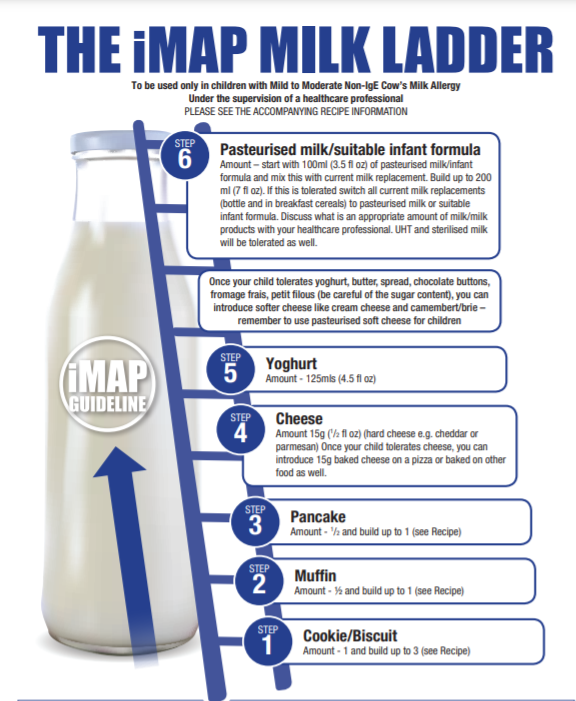 THE iMAP MILK LADDER
To be used only in children with Mild to Moderate Non-IgE Cow's Milk Allergy
Under the supervision of a healthcare professional
PLEASE SEE THE ACCOMPANYING RECIPE INFORMATION
STEP
6
Pasteurised milk/suitable infant formula
Amount – start with 100ml (3.5 fl oz) of pasteurised milk/infant
formula and mix this with current milk replacement. Build up to 200
ml (7 fl oz). If this is tolerated switch all current milk replacements
(bottle and in breakfast cereals) to pasteurised milk or suitable
infant formula. Discuss what is an appropriate amount of milk/milk
products with your healthcare professional. UHT and sterilised milk
will be tolerated as well.
Once your child tolerates yoghurt, butter, spread, chocolate buttons,
fromage frais, petit filous (be careful of the sugar content), you can
introduce softer cheese like cream cheese and camembert/brie –
remember to use pasteurised soft cheese for children
STEP
5
Yoghurt
Amount - 125mls (4.5 fl oz)
iMAP
GUIDELINE
STEP
4
Cheese
Amount 15g (1/2 fl oz) (hard cheese e.g. cheddar or
parmesan) Once your child tolerates cheese, you can
introduce 15g baked cheese on a pizza or baked on other
food as well.
STEP
3
Pancake
Amount - 1/2 and build up to 1 (see Recipe)
STEP
2
Muffin
Amount - ½ and build up to 1 (see Recipe)
STEP
1
Cookie/Biscuit
Amount - 1 and build up to 3 (see Recipe)